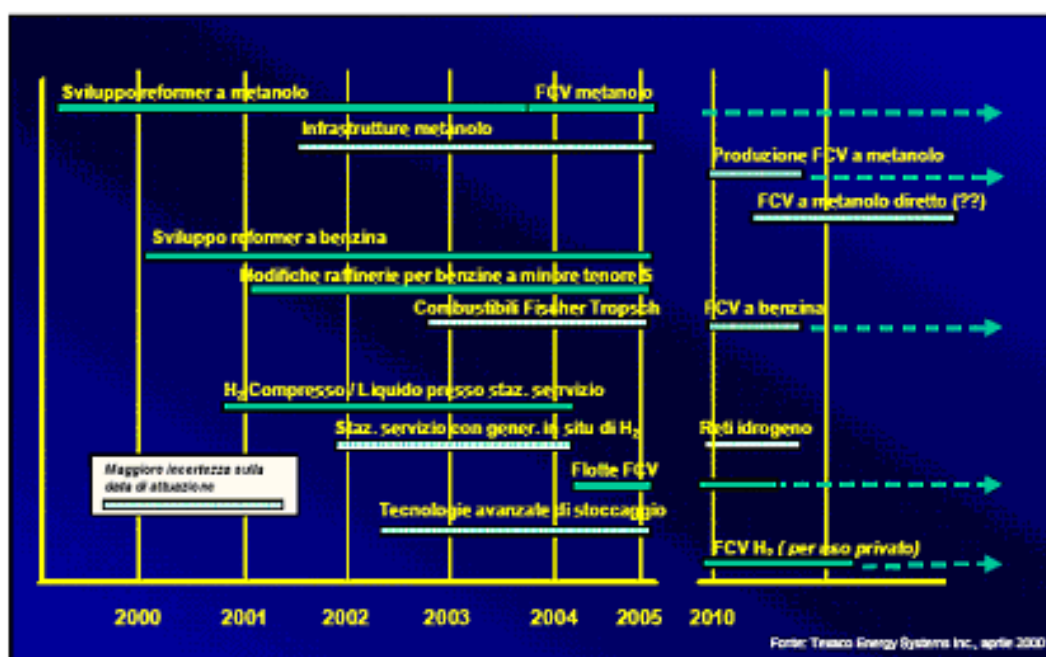 Sviluppo reformer a metanolo FCV metanolo
Infrastrutture metanolo
Produzione FCV a metanolo
FCV a metanolo diretto (??)
Sviluppo reformer a benzina
Modifiche raffinerie per benzine a minore tenore S
Combustibili Fischer Tropsch FCV a benzina
H₂ Compresso / Liquido presso staz. servizio
Staz. servizio con gener. in situ di H₂ Reti idrogeno
Maggiore incertezza sulla
data di attuazione
Flotte FCV
Tecnologie avanzate di stoccaggio
FCV H₂ ( per uso privato)
2000 2001 2002 2003 2004 2005 2010
Fonte: Texaco Energy Systems Inc., aprile 2000